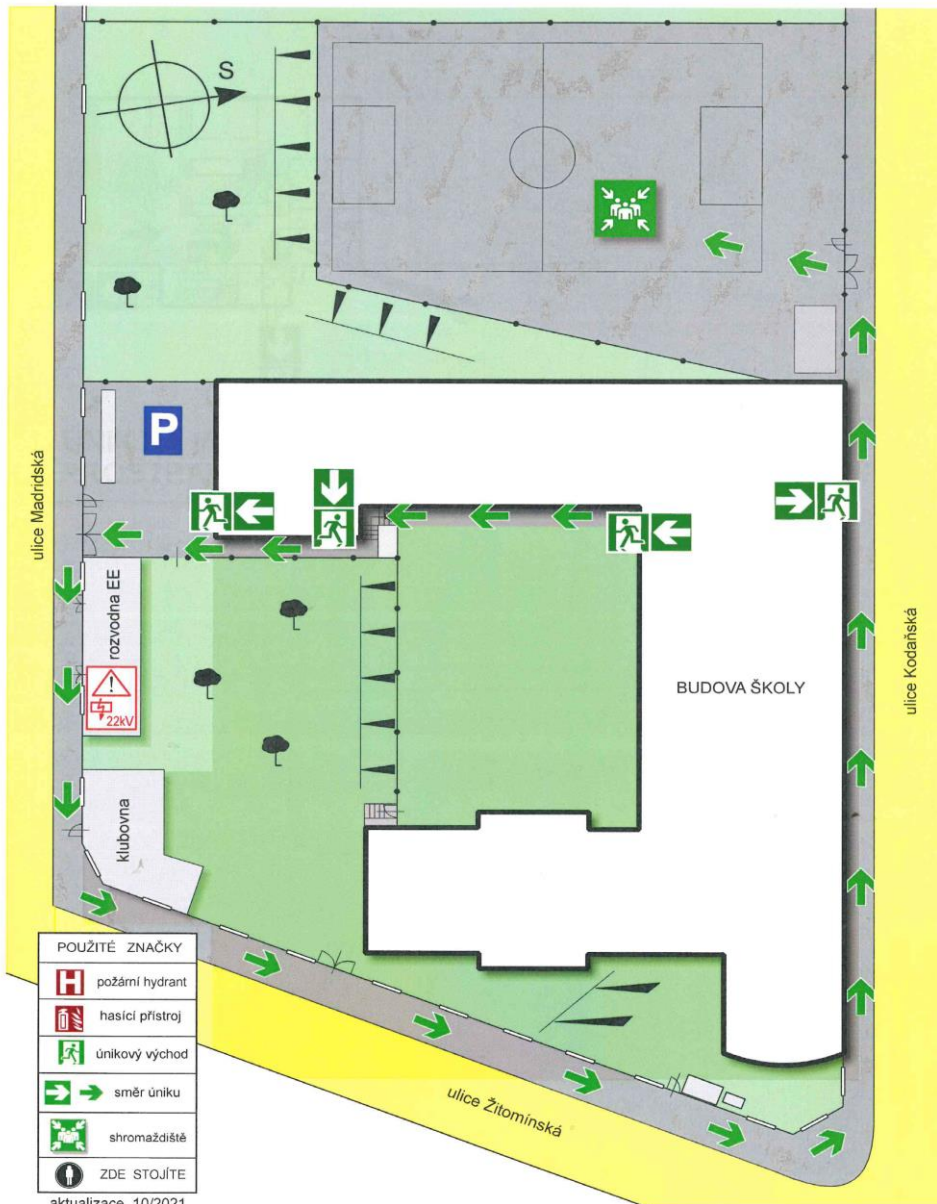 S
P
ulice Madridská
rozvodna EE
22kV
BUDOVA ŠKOLY
ulice Kodaňská
klubovna
ulice Žitomínská
POUŽITÉ ZNAČKY
H požární hydrant
hasící přístroj
únikový východ
směr úniku
shromaždiště
ZDE STOJÍTE
aktualizace 10/2021